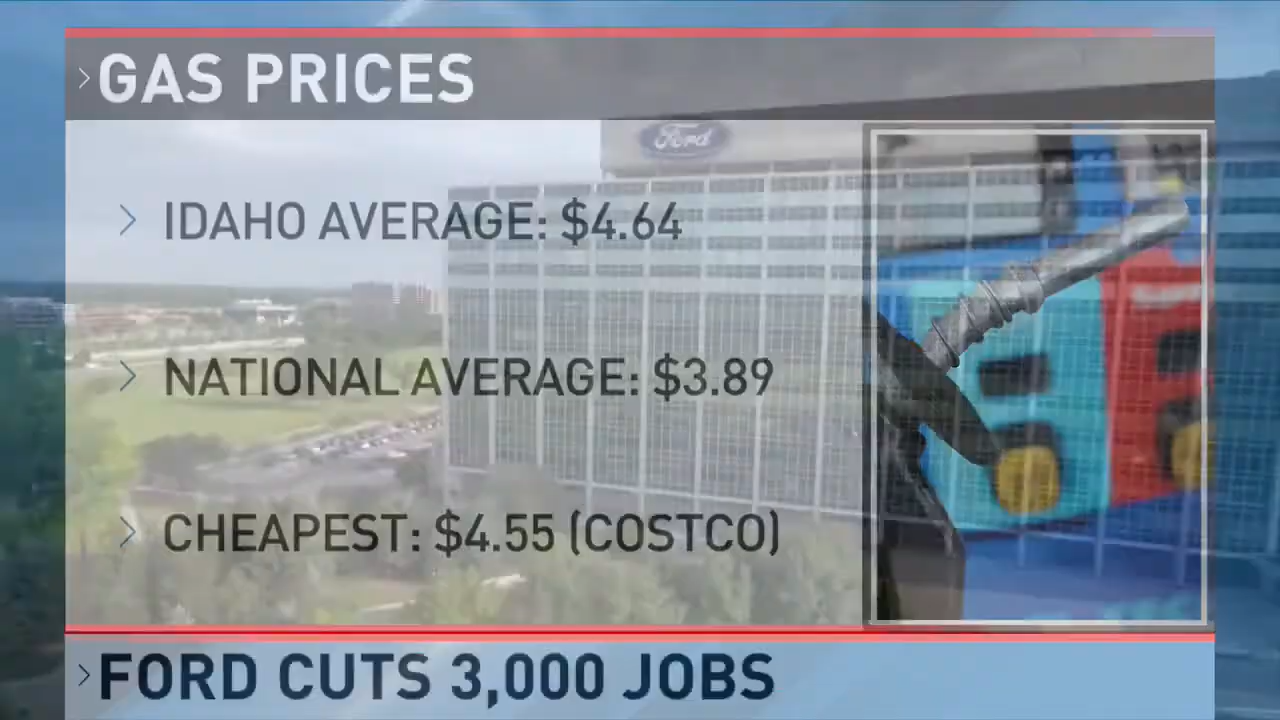 GAS PRICES
Ford
IDAHO AVERAGE: $4.64
NATIONAL AVERAGE: $3.89
CHEAPEST: $4.55 (COSTCO)
FORD CUTS 3,000 JOBS